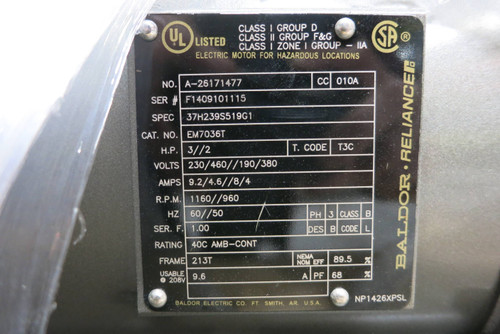 UL LISTED
CLASS I GROUP D
CLASS II GROUP F&G
CLASS I ZONE I GROUP - IIA
ELECTRIC MOTOR FOR HAZARDOUS LOCATIONS
NO. A-26171477 CC 010A
SER # F1409101115
SPEC 37H239S519G1
CAT. NO. EM7036T
H.P. 3//2 T. CODE T3C
VOLTS 230/460//190/380
AMPS 9.2/4.6//8/4
R.P.M. 1160//960
HZ 60//50 PH 3 CLASS B
SER. F. 1.00 DES B CODE L
RATING 40C AMB-CONT
FRAME 213T NEMA NOM EFF 89.5 %
USABLE @ 208V 9.6 A PF 68 %
BALDOR ELECTRIC CO. FT. SMITH, AR. U.S.A.
NP1426XPSL
BALDOR · RELIANCE